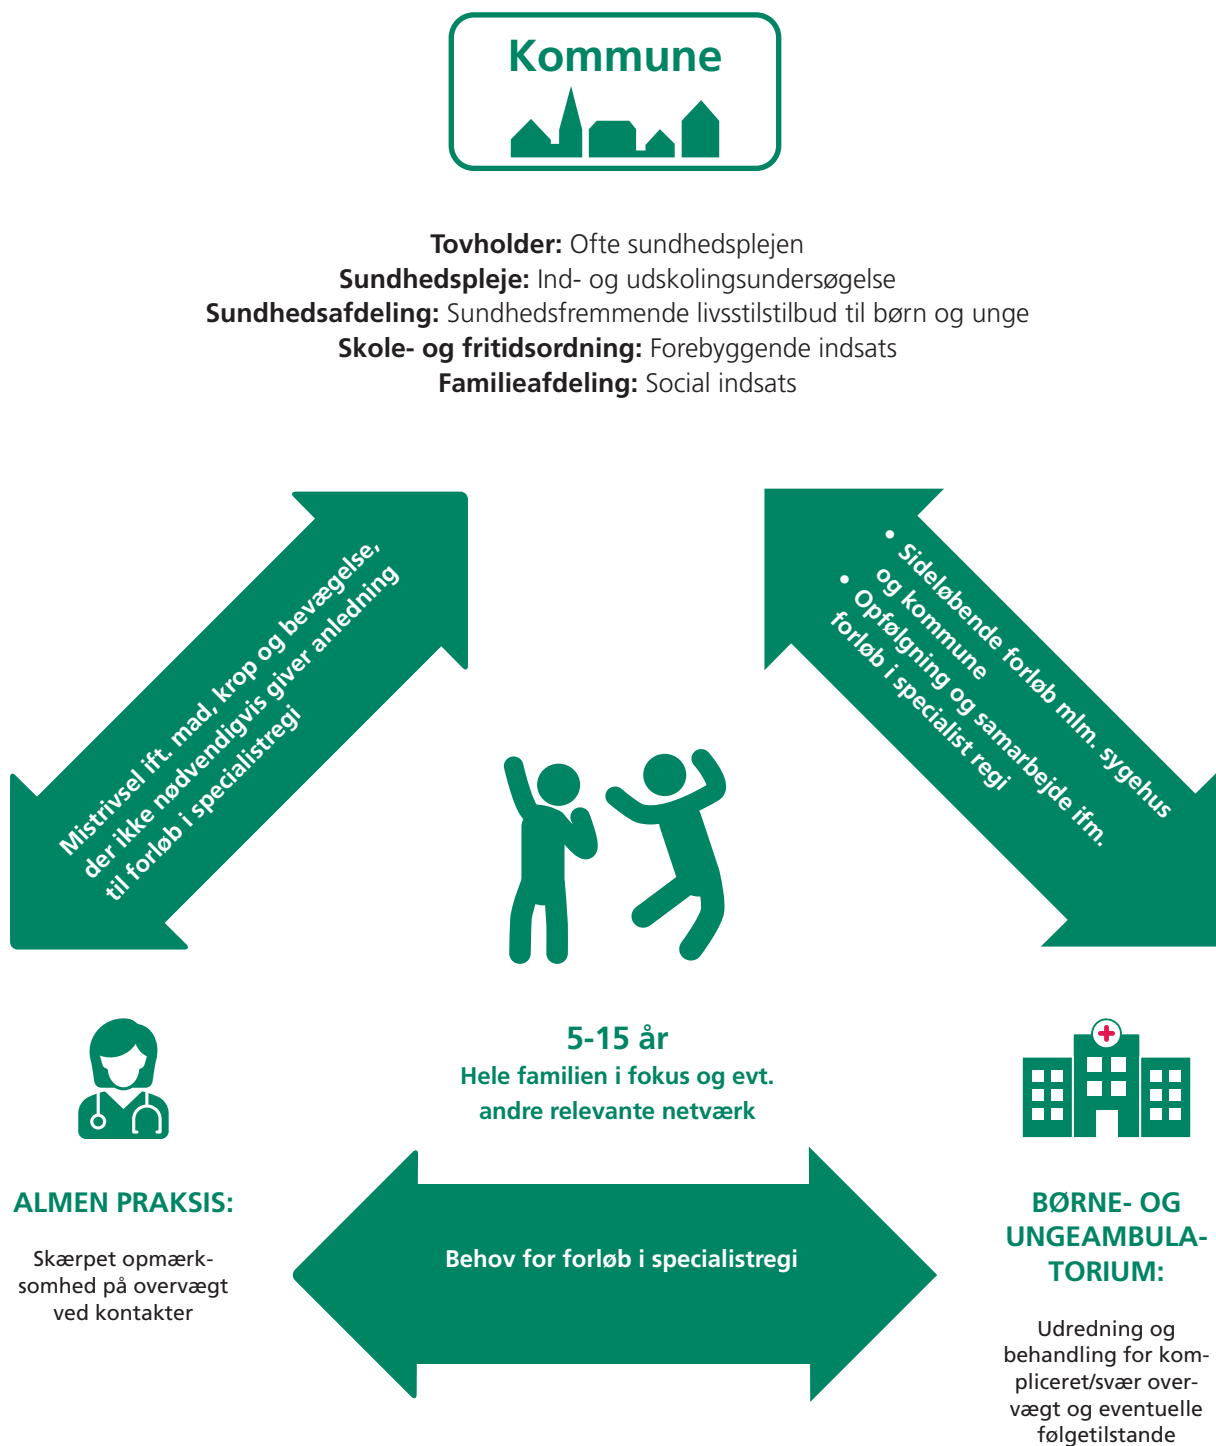 Kommune
Tovholder: Ofte sundhedsplejen
Sundhedspleje: Ind- og udskolingsundersøgelse
Sundhedsafdeling: Sundhedsfremmende livsstilstilbud til børn og unge
Skole- og fritidsordning: Forebyggende indsats
Familieafdeling: Social indsats
Mistrivsel ift. mad, krop og bevægelse,
der ikke nødvendigvis giver anledning
til forløb i specialistregi
• Sideløbende forløb mlm. sygehus
og kommune
• Opfølgning og samarbejde ifm.
forløb i specialist regi
5-15 år
Hele familien i fokus og evt.
andre relevante netværk
ALMEN PRAKSIS:
Skærpet opmærk-
somhed på overvægt
ved kontakter
Behov for forløb i specialistregi
BØRNE- OG
UNGEAMBULA-
TORIUM:
Udredning og
behandling for kom-
pliceret/svær over-
vægt og eventuelle
følgetilstande